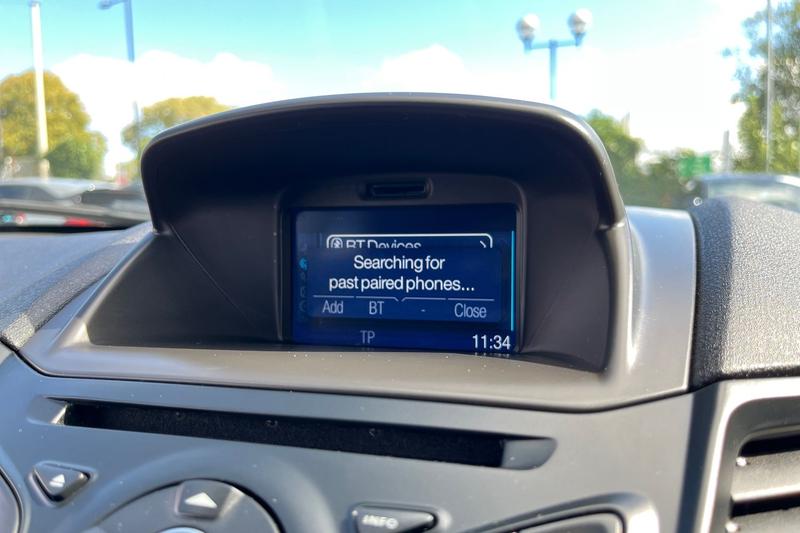 BT Devices
Searching for
past paired phones...
Add BT - Close
TP 11:34
INFO